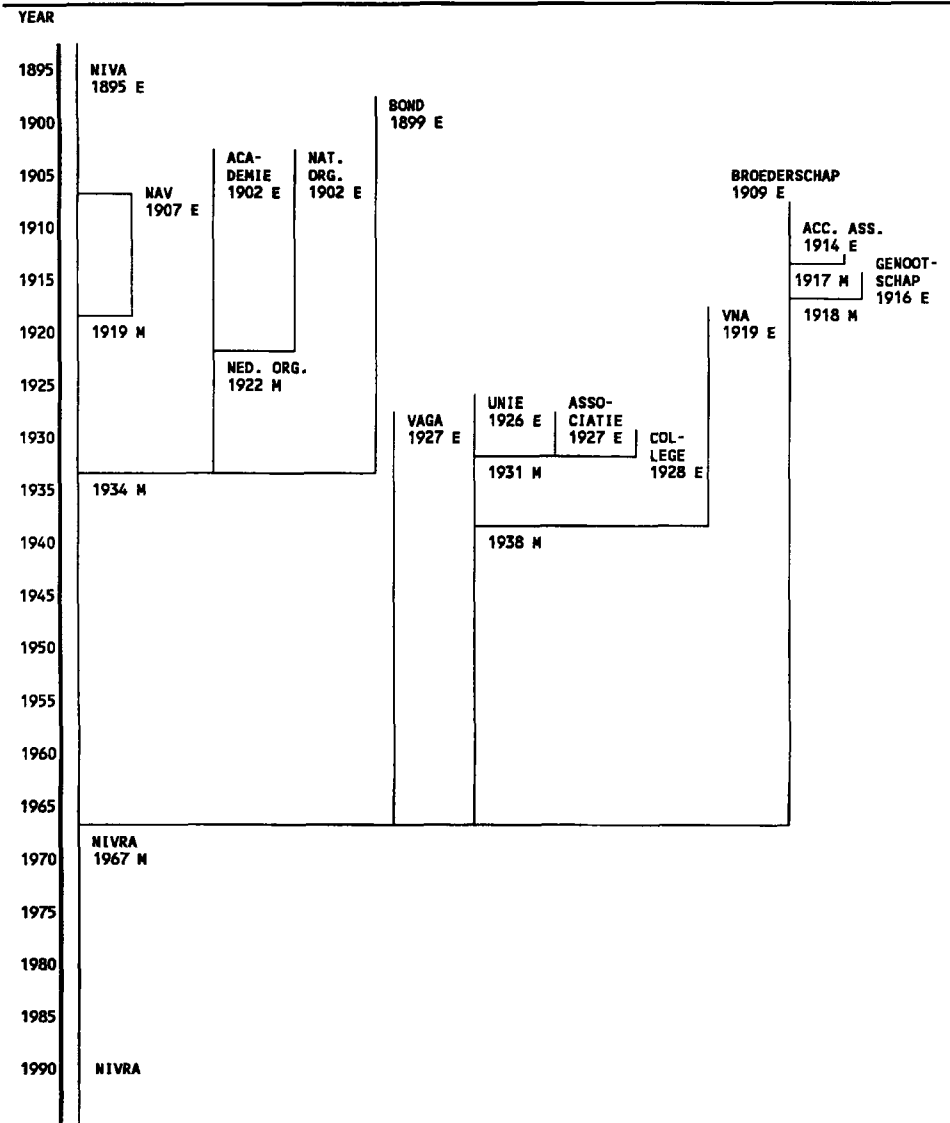 YEAR
1895
NIVA
1895 E
BOND
1899 E
1900
ACA-
DEMIE
1902 E
NAT.
ORG.
1902 E
1905
NAV
1907 E
BROEDERSCHAP
1909 E
1910
ACC. ASS.
1914 E
GENOOT-
SCHAP
1916 E
1915
1917 M
1918 M
1920
1919 M
VNA
1919 E
NED. ORG.
1922 M
1925
UNIE
1926 E
ASSO-
CIATIE
1927 E
VAGA
1927 E
1930
COL-
LEGE
1928 E
1931 M
1935
1934 M
1940
1938 M
1945
1950
1955
1960
1965
NIVRA
1967 M
1970
1975
1980
1985
1990
NIVRA